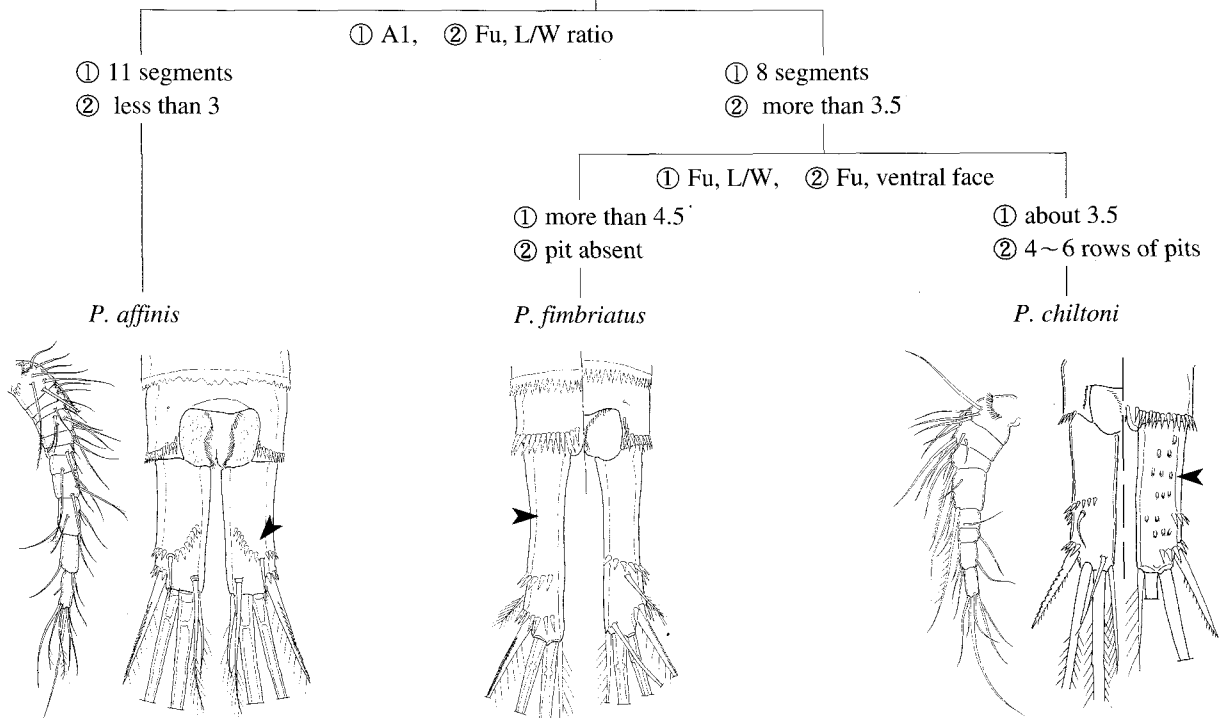 ① A1, ② Fu, L/W ratio
① 11 segments
② less than 3
① 8 segments
② more than 3.5
① Fu, L/W, ② Fu, ventral face
① more than 4.5
② pit absent
① about 3.5
② 4～6 rows of pits
P. affinis
P. fimbriatus
P. chiltoni